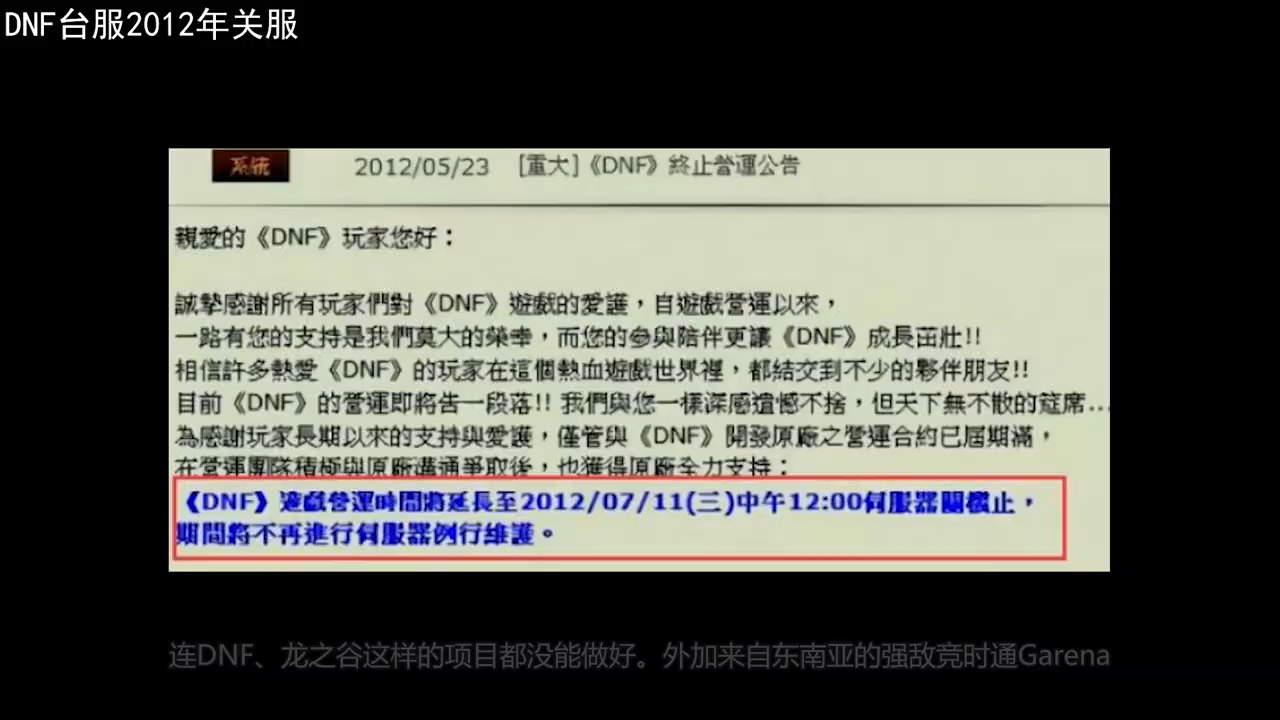 DNF台服2012年关服
系統
2012/05/23 [重大]《DNF》終止營運公告
親愛的《DNF》玩家您好：
誠摯感謝所有玩家們對《DNF》遊戲的愛護，自遊戲營運以來，
一路有您的支持是我們莫大的榮幸，而您的參與陪伴更讓《DNF》成長茁壯!!
相信許多熱愛《DNF》的玩家在這個熱血遊戲世界裡，都結交到不少的夥伴朋友!!
目前《DNF》的營運即將告一段落!! 我們與您一樣深感遺憾不捨，但天下無不散的筵席...
為感謝玩家長期以來的支持與愛護，僅管與《DNF》開發原廠之營運合約已屆期滿，
在營運團隊積極與原廠溝通爭取後，也獲得原廠全力支持：
《DNF》遊戲營運時間將延長至2012/07/11(三)中午12:00伺服器關機止，
期間將不再進行伺服器例行維護。
连DNF、龙之谷这样的项目都没能做好。外加来自东南亚的强敌竞时通Garena